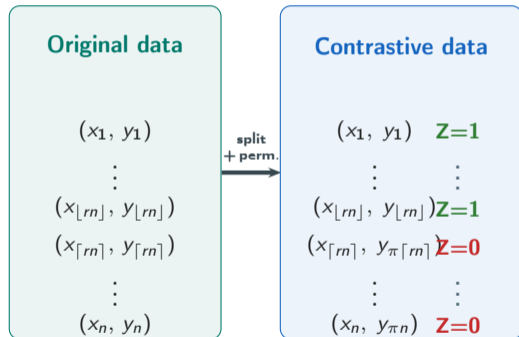 Original data
(x₁, y₁)
⋮
(x⌊rn⌋, y⌊rn⌋)
(x⌈rn⌉, y⌈rn⌉)
⋮
(xₙ, yₙ)
split
+ perm.
Contrastive data
(x₁, y₁) Z=1
⋮ ⋮
(x⌊rn⌋, y⌊rn⌋) Z=1
(x⌈rn⌉, yπ⌈rn⌉) Z=0
⋮ ⋮
(xₙ, yπn) Z=0